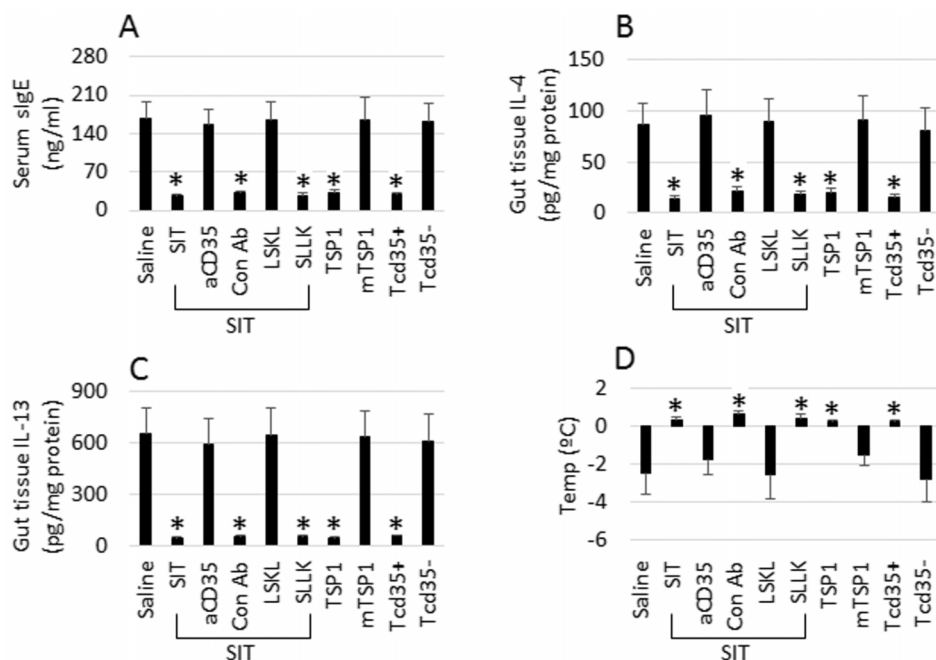 A
Serum sIgE
(ng/ml)
280
210
140
70
0
* * * * *
Saline
SIT
aCD35
Con Ab
LSKL
SLLK
TSP1
mTSP1
Tcd35+
Tcd35-
SIT
B
Gut tissue IL-4
(pg/mg protein)
150
100
50
0
* * * * *
Saline
SIT
aCD35
Con Ab
LSKL
SLLK
TSP1
mTSP1
Tcd35+
Tcd35-
SIT
C
Gut tissue IL-13
(pg/mg protein)
900
600
300
0
* * * * *
Saline
SIT
aCD35
Con Ab
LSKL
SLLK
TSP1
mTSP1
Tcd35+
Tcd35-
SIT
D
Temp (ºC)
2
0
-2
-4
-6
* * * * *
Saline
SIT
aCD35
Con Ab
LSKL
SLLK
TSP1
mTSP1
Tcd35+
Tcd35-
SIT